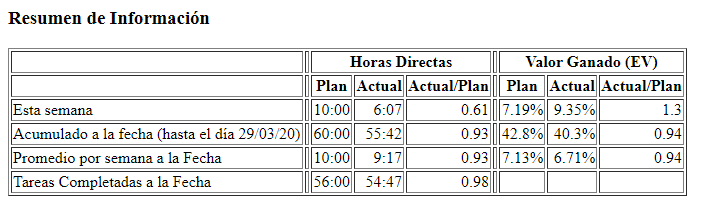 Resumen de Información
Horas Directas Valor Ganado (EV)
Plan Actual Actual/Plan Plan Actual Actual/Plan
Esta semana 10:00 6:07 0.61 7.19% 9.35% 1.3
Acumulado a la fecha (hasta el día 29/03/20) 60:00 55:42 0.93 42.8% 40.3% 0.94
Promedio por semana a la Fecha 10:00 9:17 0.93 7.13% 6.71% 0.94
Tareas Completadas a la Fecha 56:00 54:47 0.98